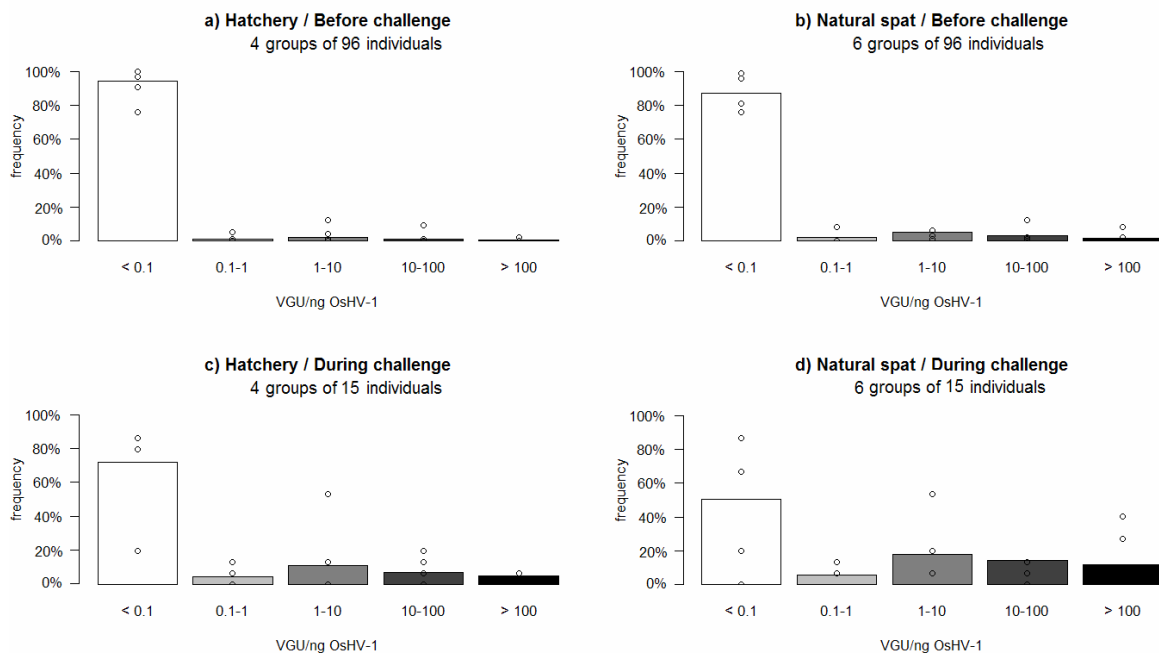 a) Hatchery / Before challenge
4 groups of 96 individuals
100%
80%
60%
40%
20%
0%
frequency
< 0.1
0.1-1
1-10
10-100
> 100
VGU/ng OsHV-1
b) Natural spat / Before challenge
6 groups of 96 individuals
100%
80%
60%
40%
20%
0%
frequency
< 0.1
0.1-1
1-10
10-100
> 100
VGU/ng OsHV-1
c) Hatchery / During challenge
4 groups of 15 individuals
100%
80%
60%
40%
20%
0%
frequency
< 0.1
0.1-1
1-10
10-100
> 100
VGU/ng OsHV-1
d) Natural spat / During challenge
6 groups of 15 individuals
100%
80%
60%
40%
20%
0%
frequency
< 0.1
0.1-1
1-10
10-100
> 100
VGU/ng OsHV-1